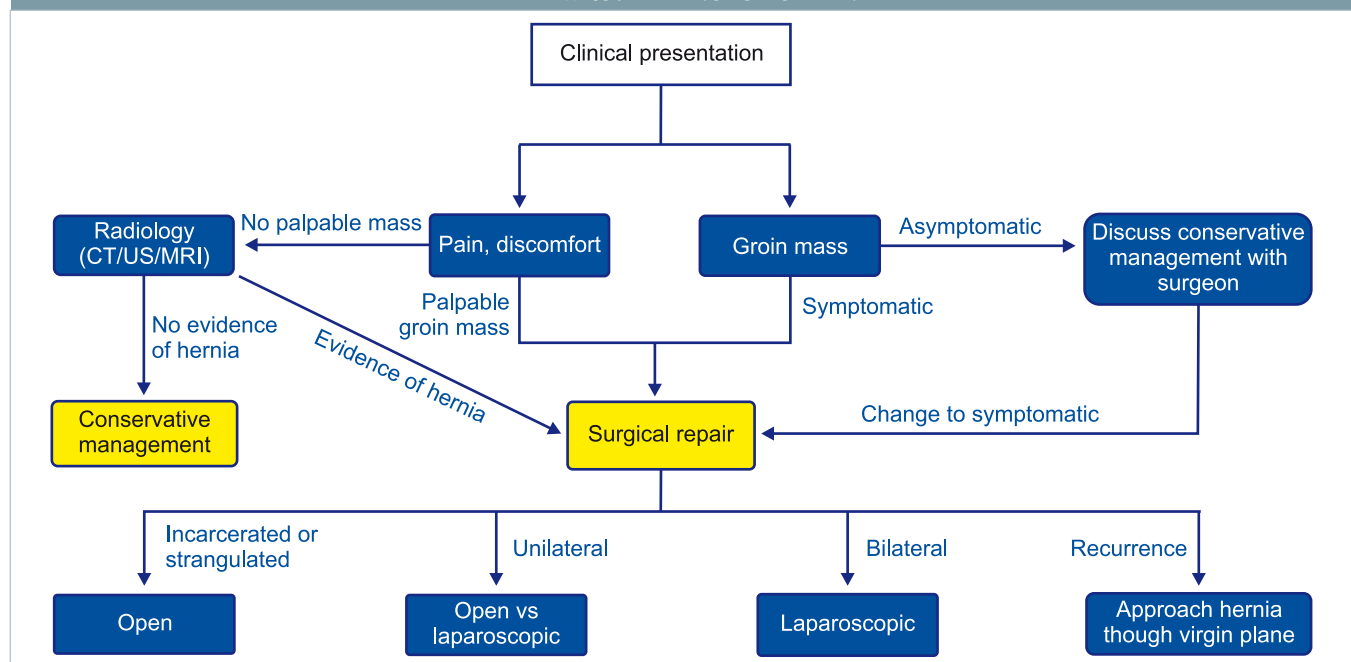 Clinical presentation
No palpable mass
Radiology
(CT/US/MRI)
Pain, discomfort
Groin mass
Asymptomatic
Discuss conservative
management with
surgeon
Palpable
groin mass
Symptomatic
No evidence
of hernia
Evidence of hernia
Conservative
management
Surgical repair
Change to symptomatic
Incarcerated or
strangulated
Unilateral
Bilateral
Recurrence
Open
Open vs
laparoscopic
Laparoscopic
Approach hernia
though virgin plane